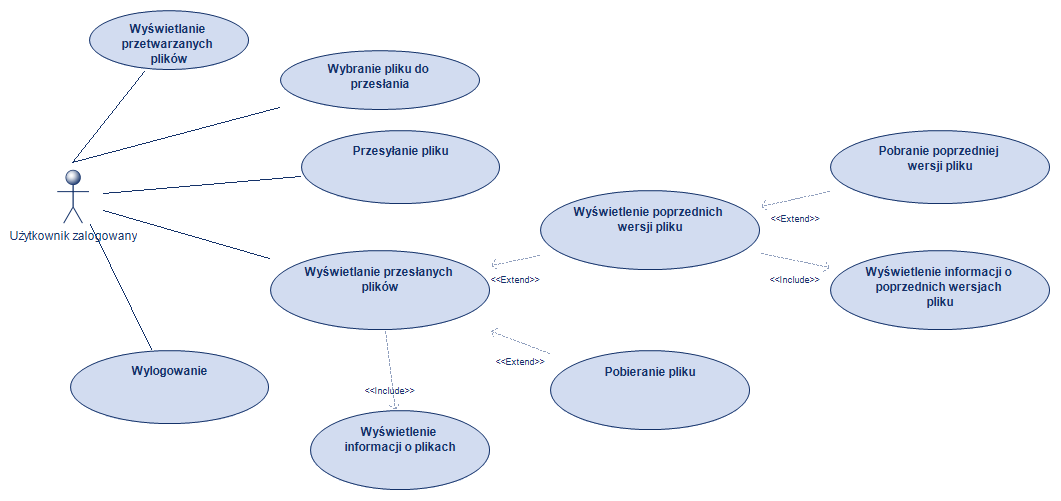 Wyświetlanie
przetwarzanych
plików
Wybranie pliku do
przesłania
Przesyłanie pliku
Pobranie poprzedniej
wersji pliku
Wyświetlenie poprzednich
wersji pliku
<<Extend>>
Użytkownik zalogowany
Wyświetlanie przesłanych
plików
<<Extend>>
<<Include>>
Wyświetlenie informacji o
poprzednich wersjach
pliku
Wylogowanie
<<Extend>>
Pobieranie pliku
<<Include>>
Wyświetlenie
informacji o plikach